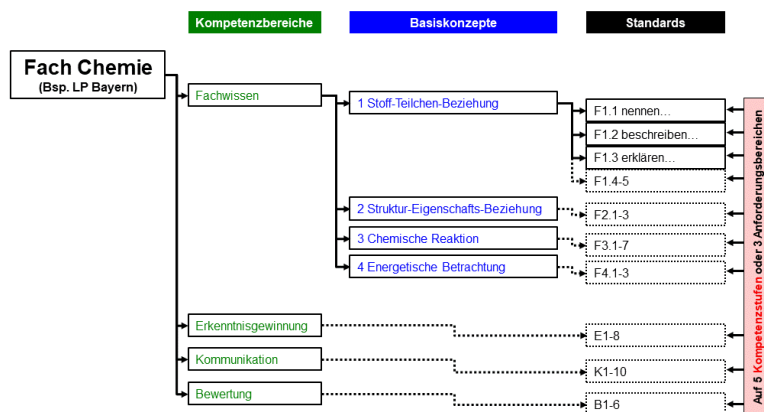 Kompetenzbereiche
Basiskonzepte
Standards
Fach Chemie
(Bsp. LP Bayern)
Fachwissen
1 Stoff-Teilchen-Beziehung
F1.1 nennen…
F1.2 beschreiben…
F1.3 erklären…
F1.4-5
2 Struktur-Eigenschafts-Beziehung
F2.1-3
3 Chemische Reaktion
F3.1-7
4 Energetische Betrachtung
F4.1-3
Erkenntnisgewinnung
E1-8
Kommunikation
K1-10
Bewertung
B1-6
Auf 5 Kompetenzstufen oder 3 Anforderungsbereichen